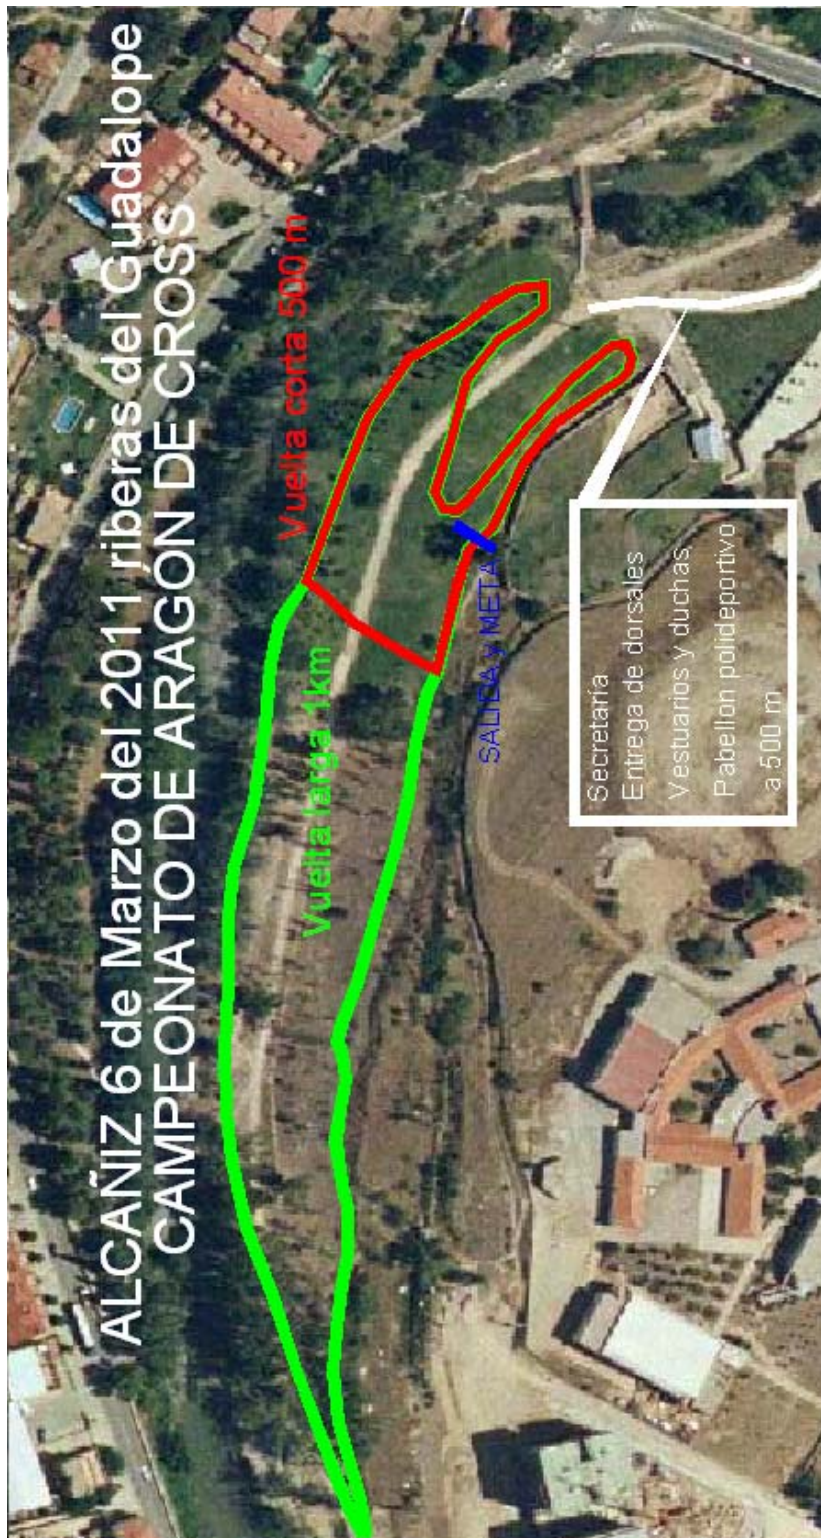 ALCAÑIZ 6 de Marzo del 2011 riberas del Guadalope
CAMPEONATO DE ARAGÓN DE CROSS
Vuelta corta 500 m
Vuelta larga 1km
SALIDA y META
Secretaría
Entrega de dorsales
Vestuarios y duchas,
Pabellon polideportivo
a 500 m